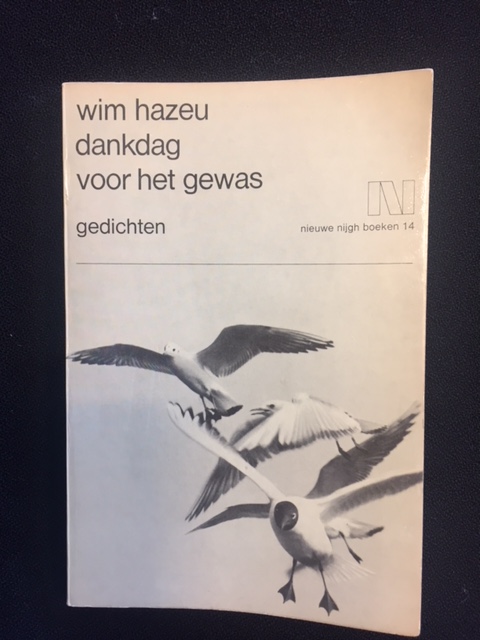 wim hazeu
dankdag
voor het gewas
gedichten
nieuwe nijgh boeken 14